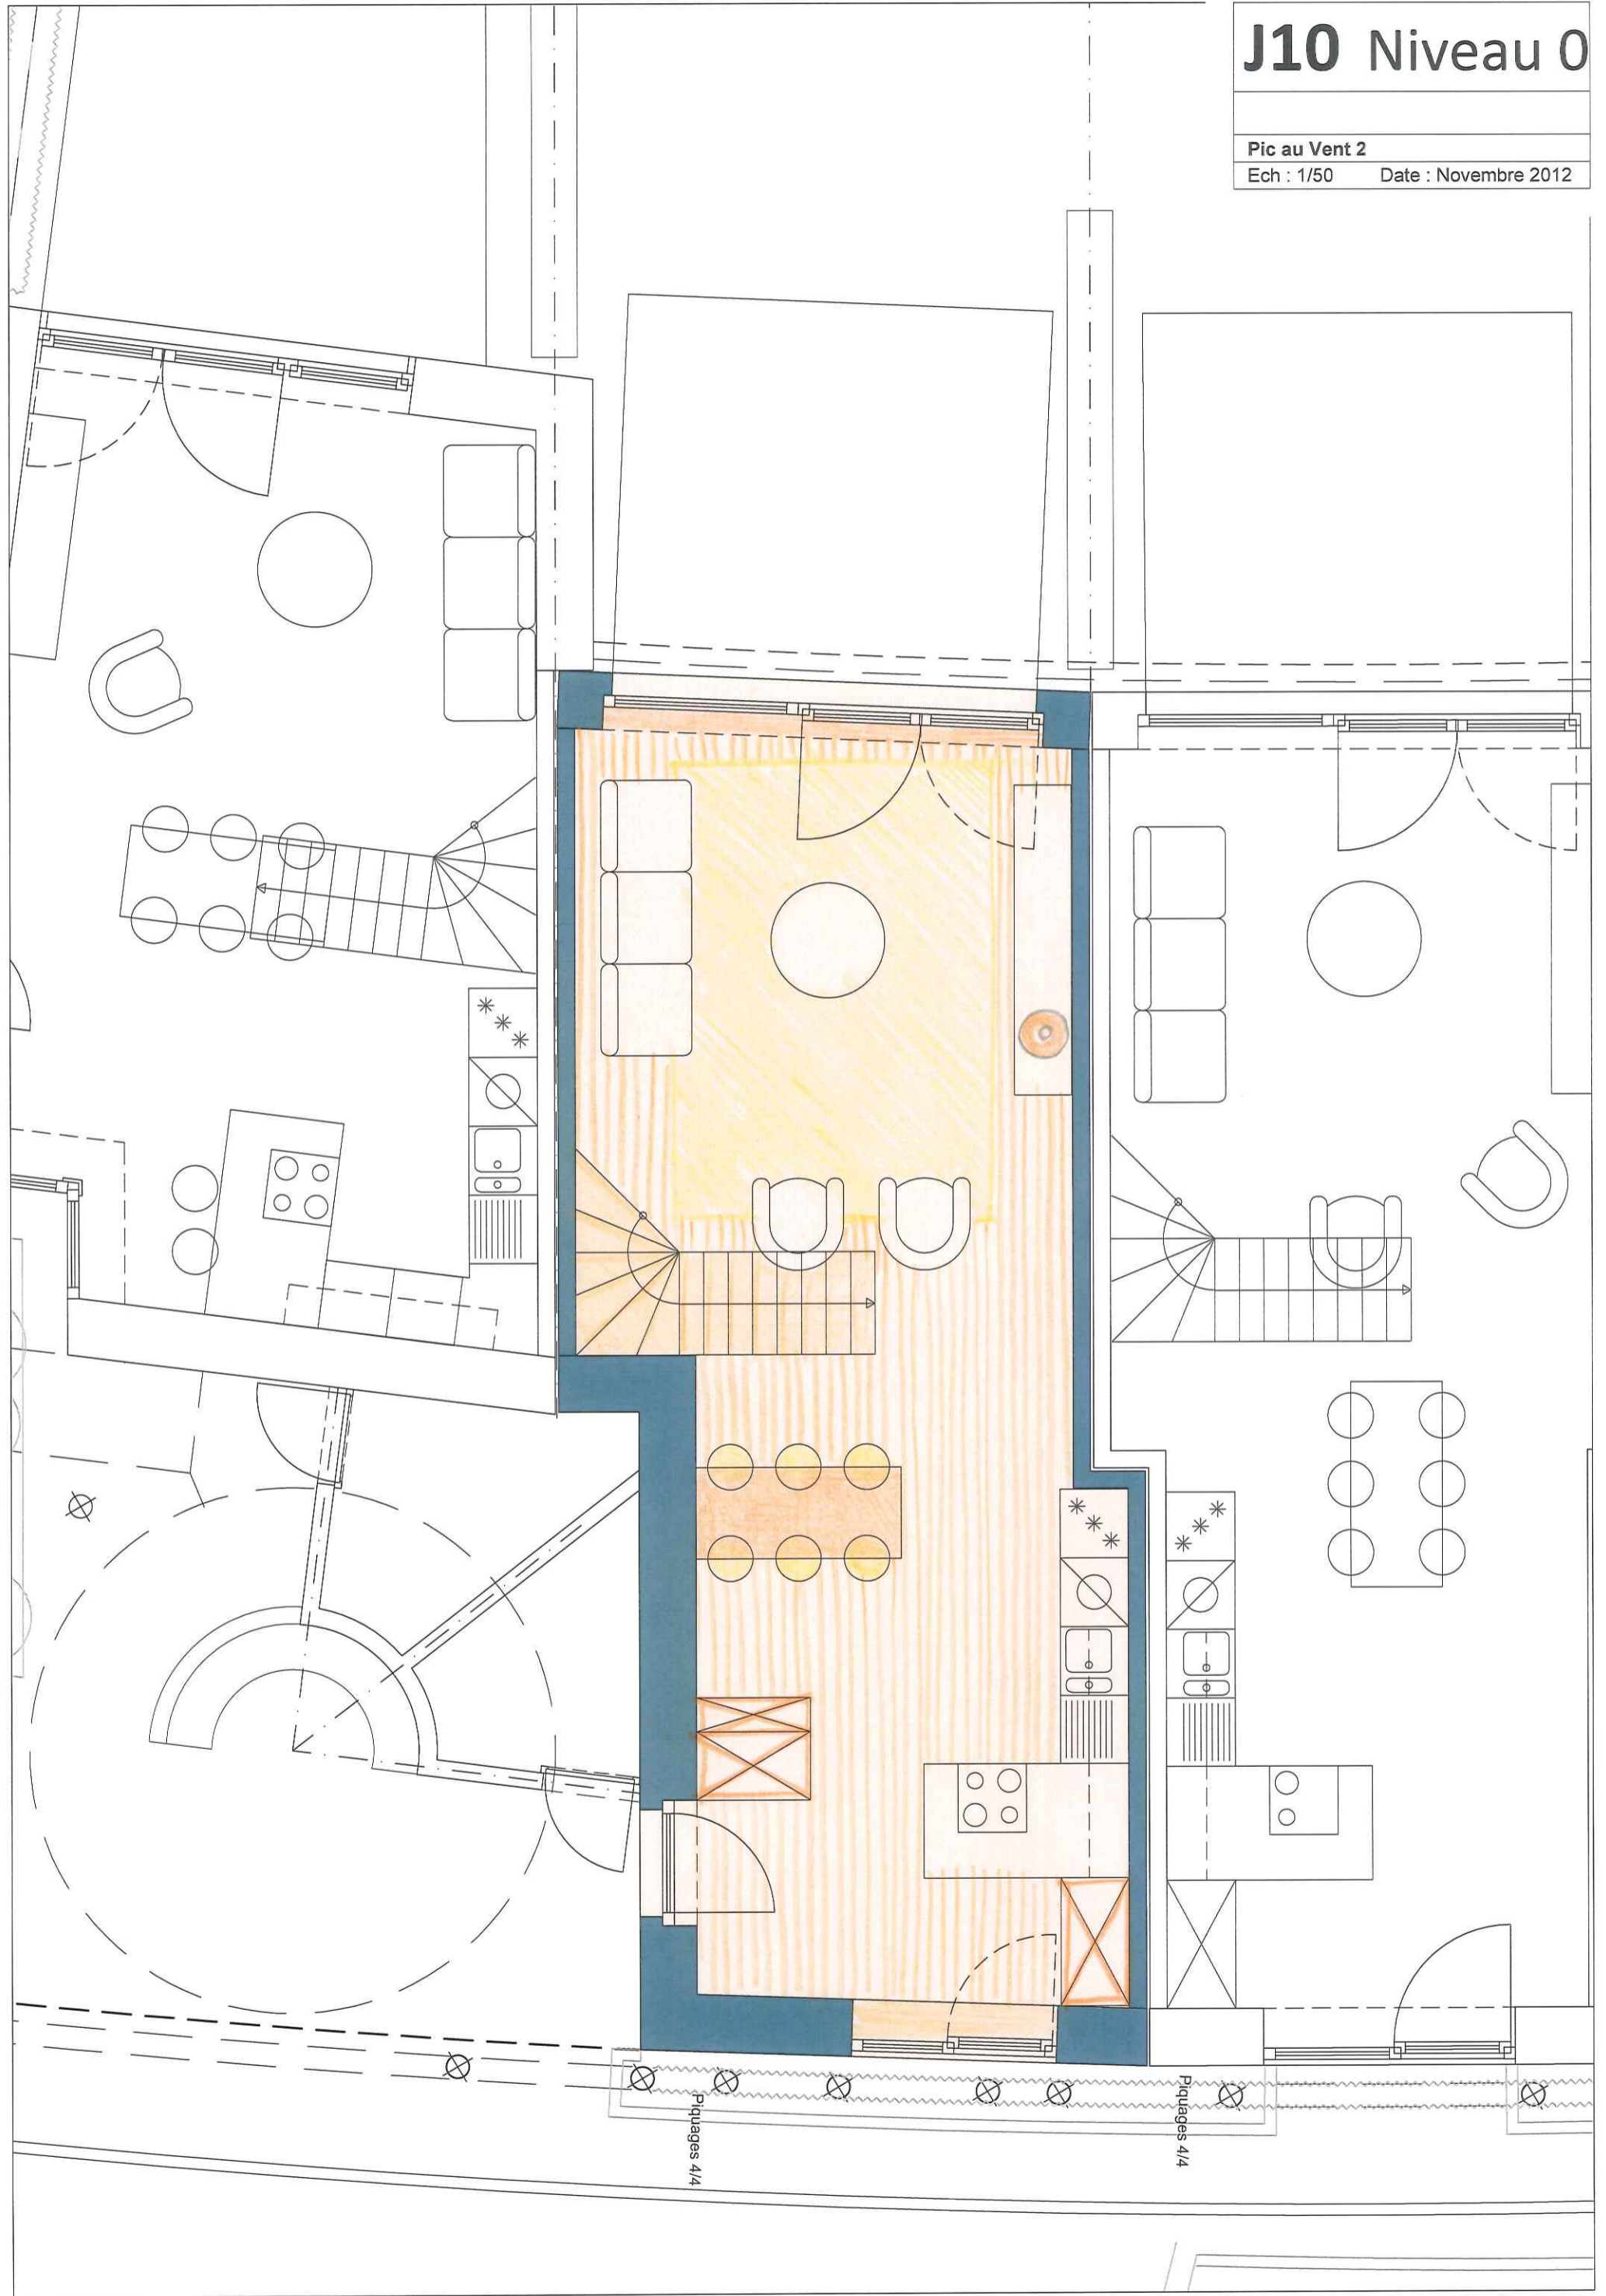 J10 Niveau 0
Pic au Vent 2
Ech : 1/50 Date : Novembre 2012
Piquages 4/4
Piquages 4/4